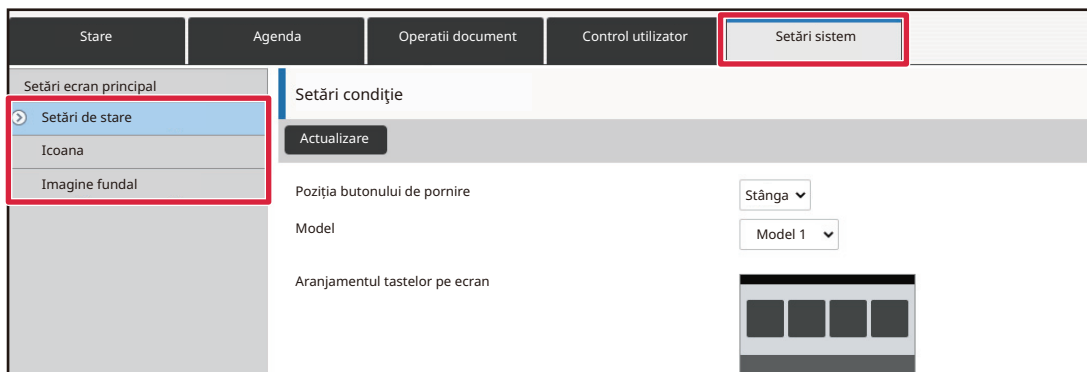 Stare
Agenda
Operatii document
Control utilizator
Setări sistem
Setări ecran principal
Setări de stare
Icoana
Imagine fundal
Setări condiţie
Actualizare
Poziția butonului de pornire
Stânga
Model
Model 1
Aranjamentul tastelor pe ecran